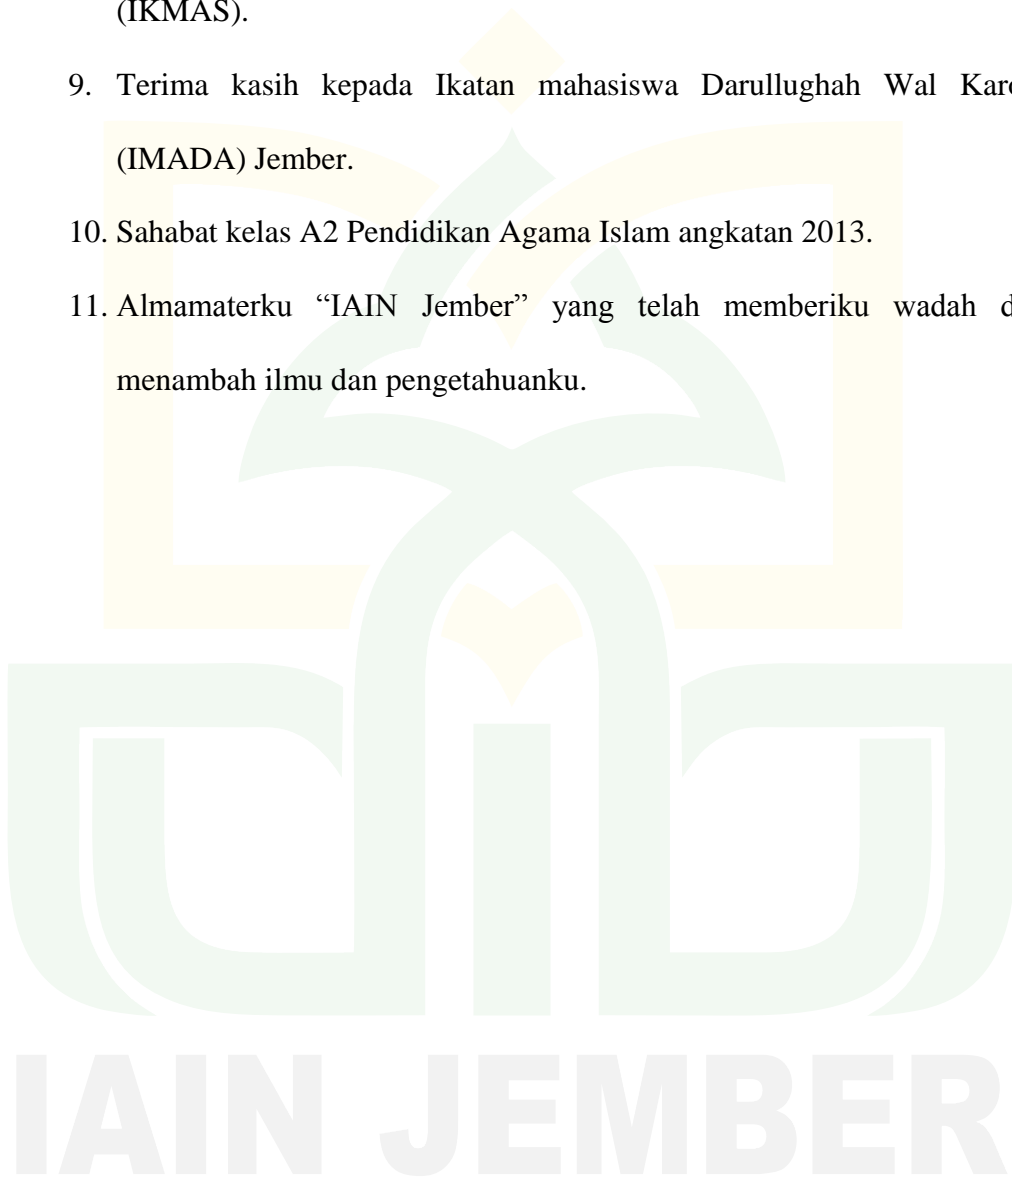 (IKMAS).
9. Terima kasih kepada Ikatan mahasiswa Darullughah Wal
(IMADA) Jember.
10. Sahabat kelas A2 Pendidikan Agama Islam angkatan 2013.
11. Almamaterku “IAIN Jember” yang telah memberiku wadah
menambah ilmu dan pengetahuanku.
IAIN JEMBER